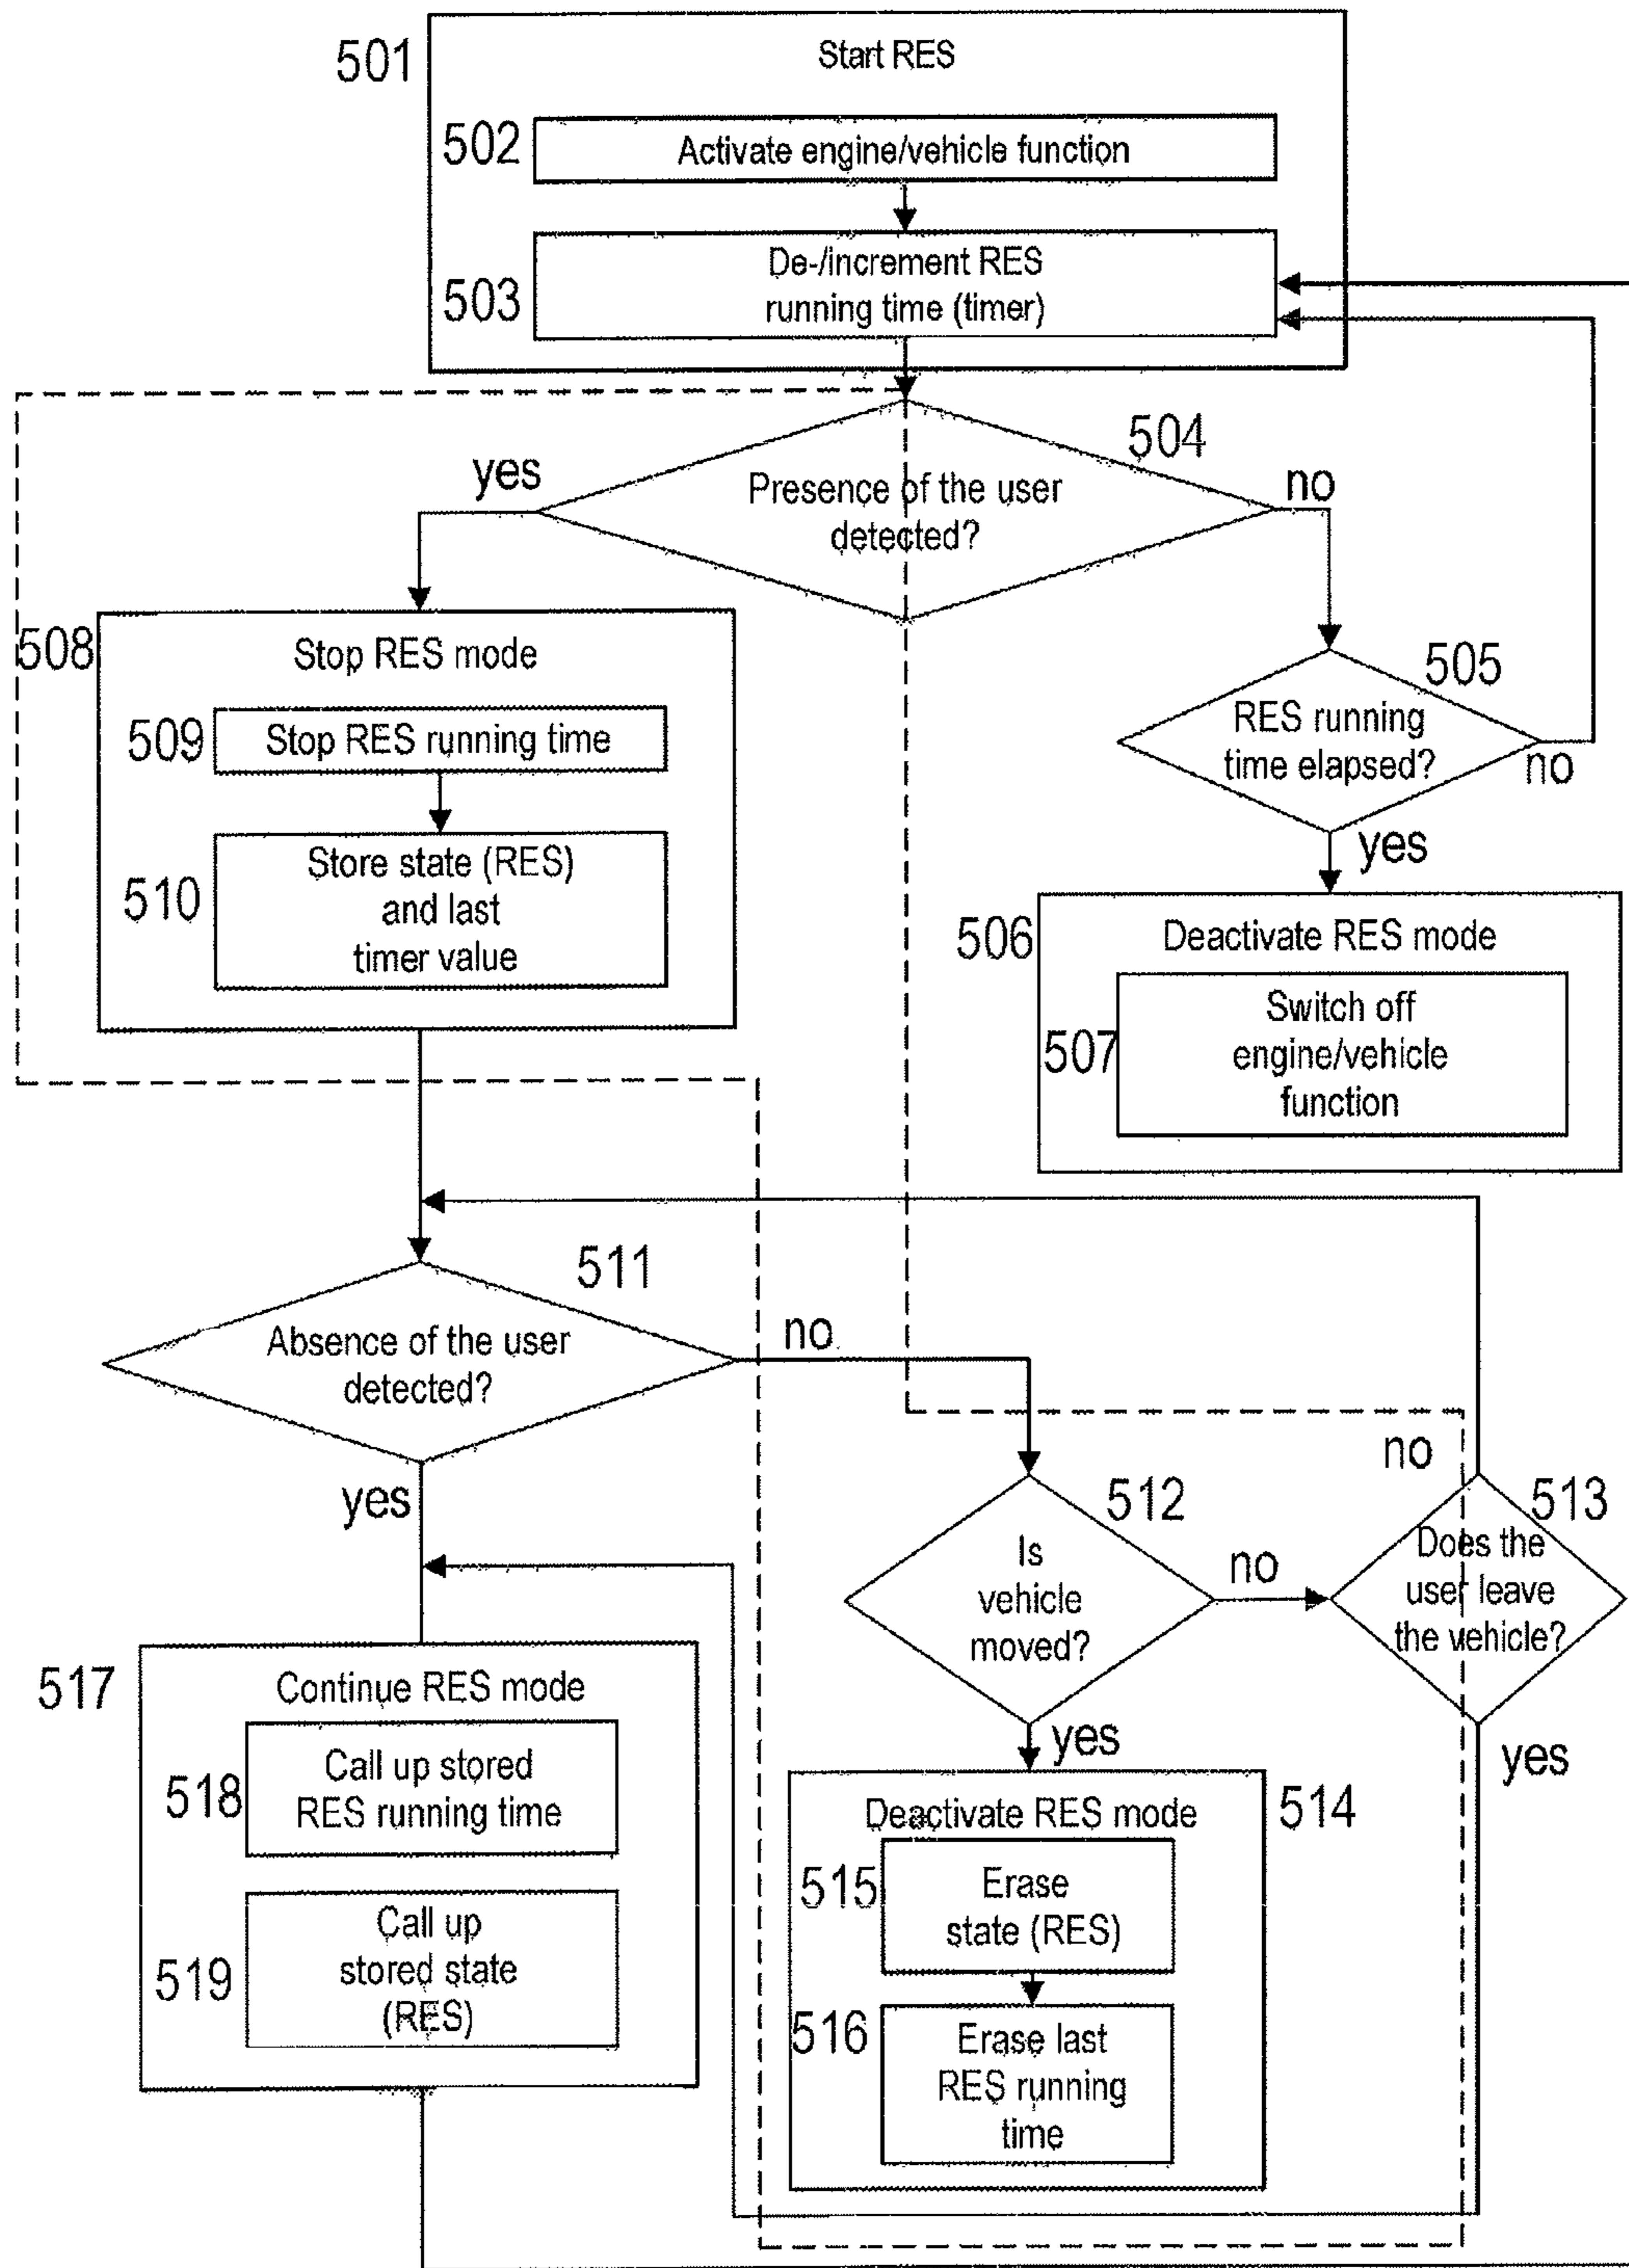 501
Start RES
502
Activate engine/vehicle function
503
De-/increment RES
running time (timer)
504
Presence of the user
detected?
yes
no
508
Stop RES mode
509
Stop RES running time
510
Store state (RES)
and last
timer value
505
RES running
time elapsed?
no
yes
506
Deactivate RES mode
507
Switch off
engine/vehicle
function
511
Absence of the user
detected?
no
yes
512
Is
vehicle
moved?
no
yes
no
513
Does the
user leave
the vehicle?
yes
517
Continue RES mode
518
Call up stored
RES running time
519
Call up
stored state
(RES)
514
Deactivate RES mode
515
Erase
state (RES)
516
Erase last
RES running
time